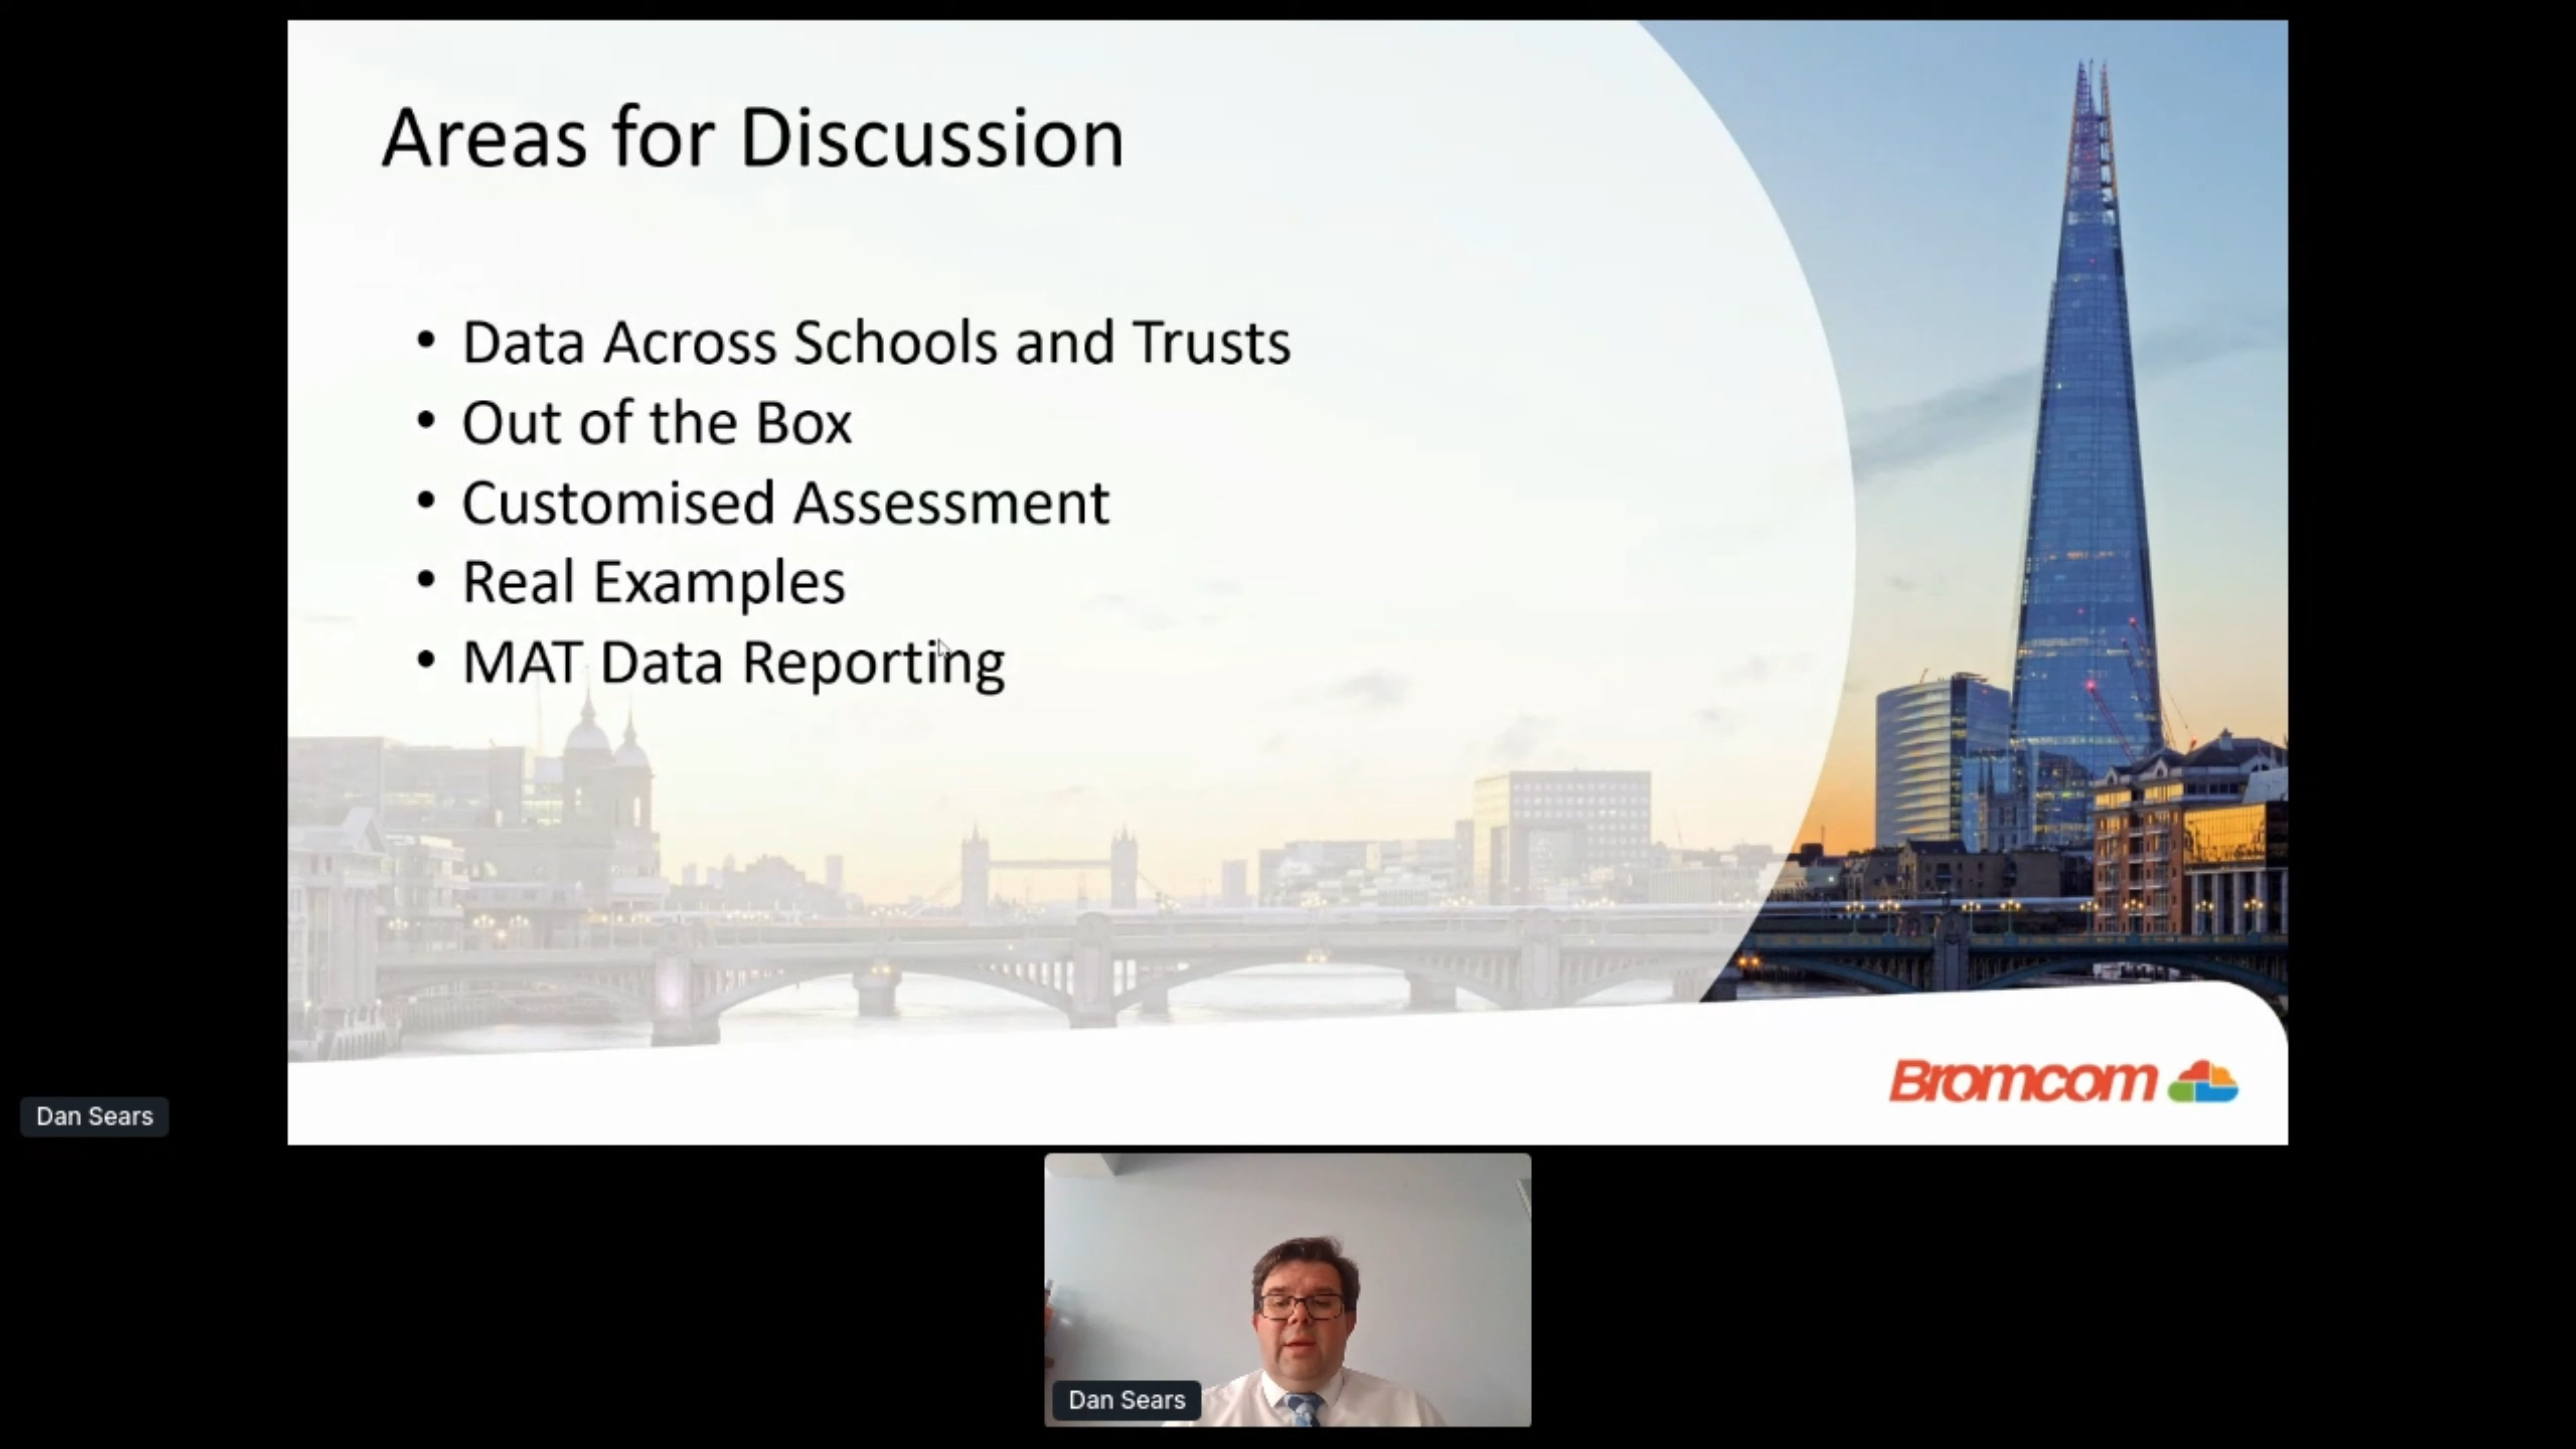 Areas for Discussion
• Data Across Schools and Trusts
• Out of the Box
• Customised Assessment
• Real Examples
• MAT Data Reporting
Bromcom
Dan Sears
Dan Sears